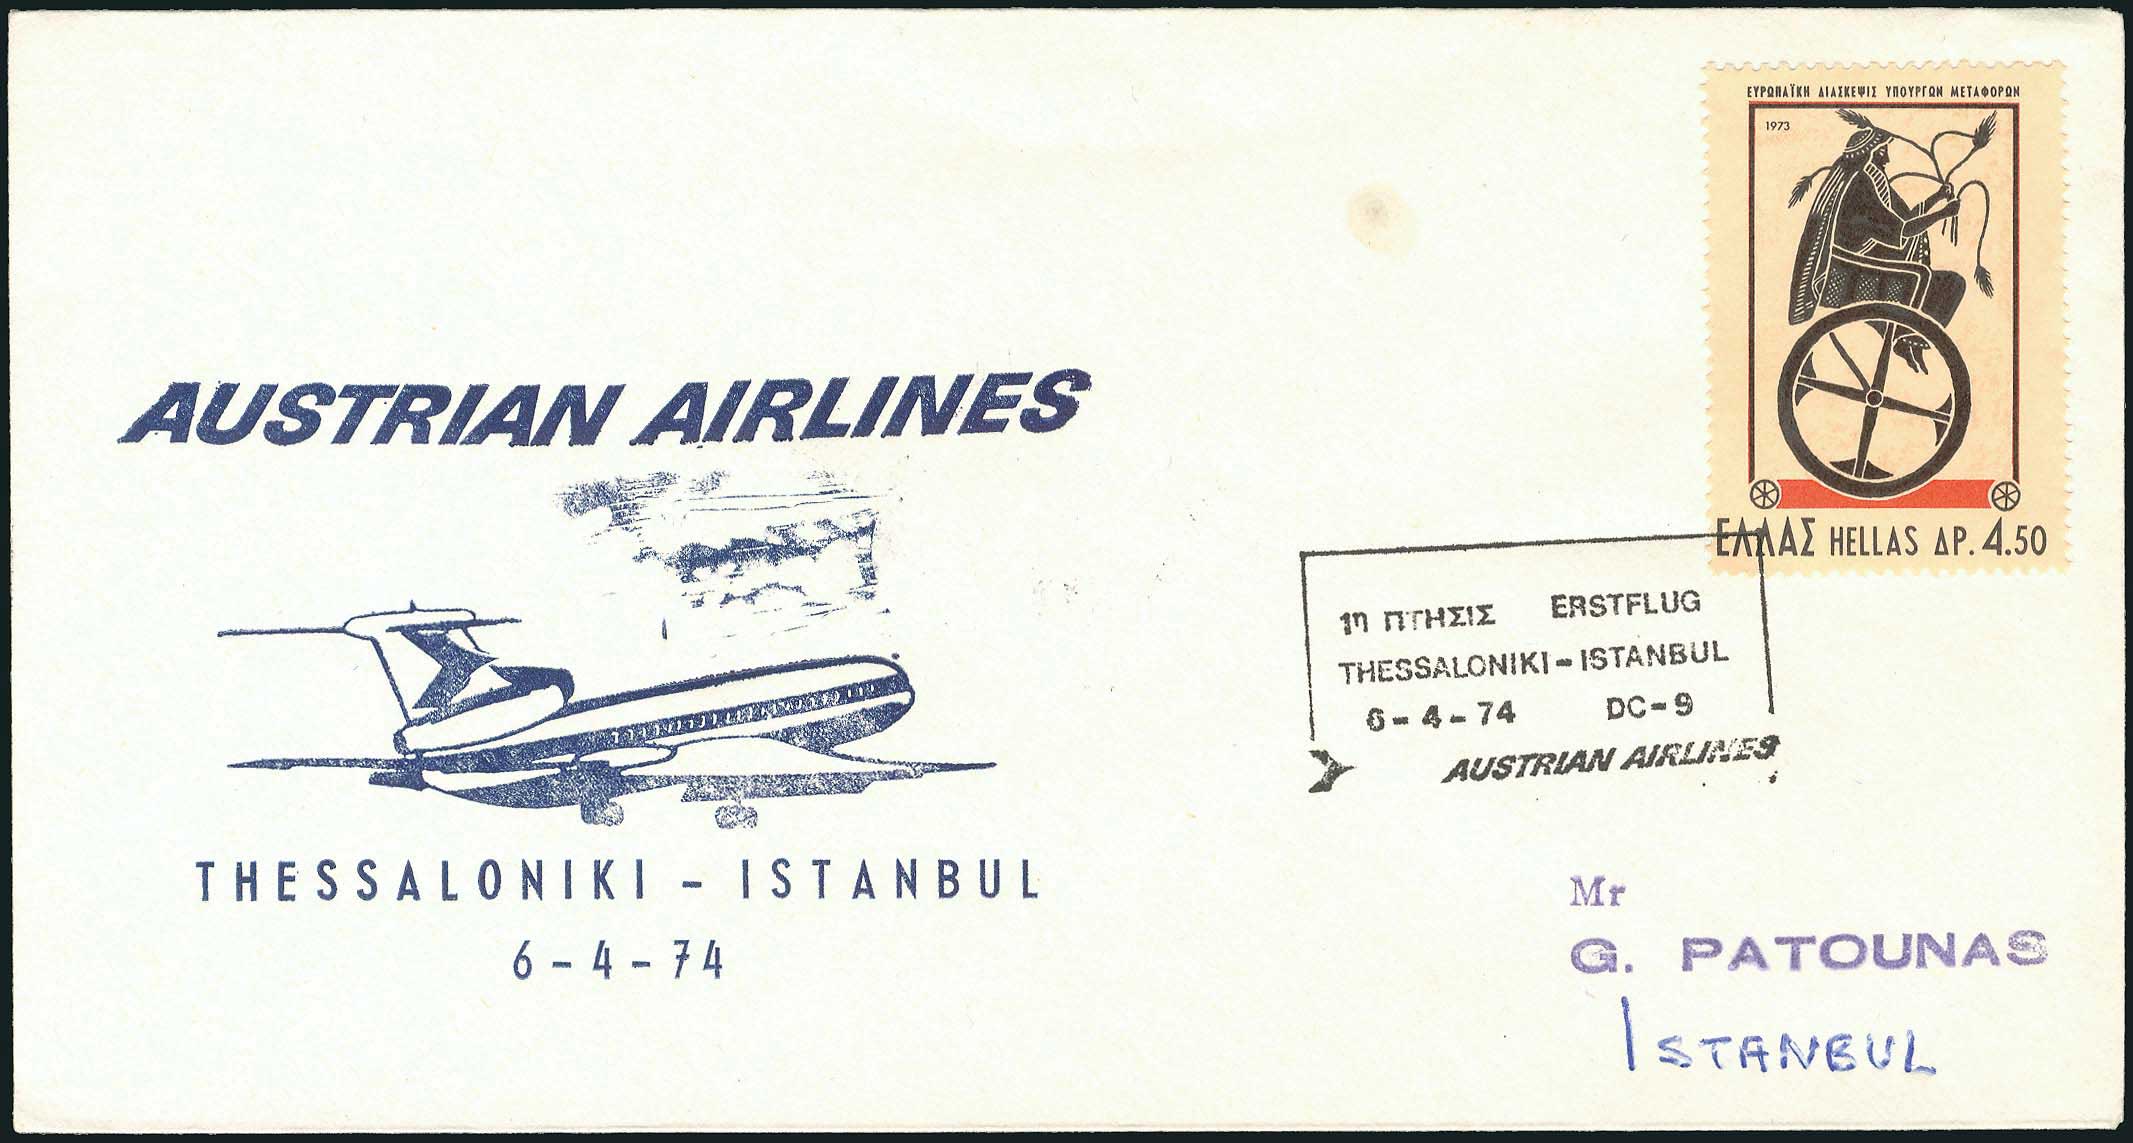 ΕΥΡΩΠΑΪΚΗ ΔΙΑΣΚΕΨΙΣ ΥΠΟΥΡΓΩΝ ΜΕΤΑΦΟΡΩΝ
1973
ΕΛΛΑΣ HELLAS ΔΡ. 4.50
AUSTRIAN AIRLINES
THESSALONIKI - ISTANBUL
6-4-74
1η ΠΤΗΣΙΣ ERSTFLUG
THESSALONIKI-ISTANBUL
6-4-74 DC-9
AUSTRIAN AIRLINES
Mr
G. PATOUNAS
ISTANBUL